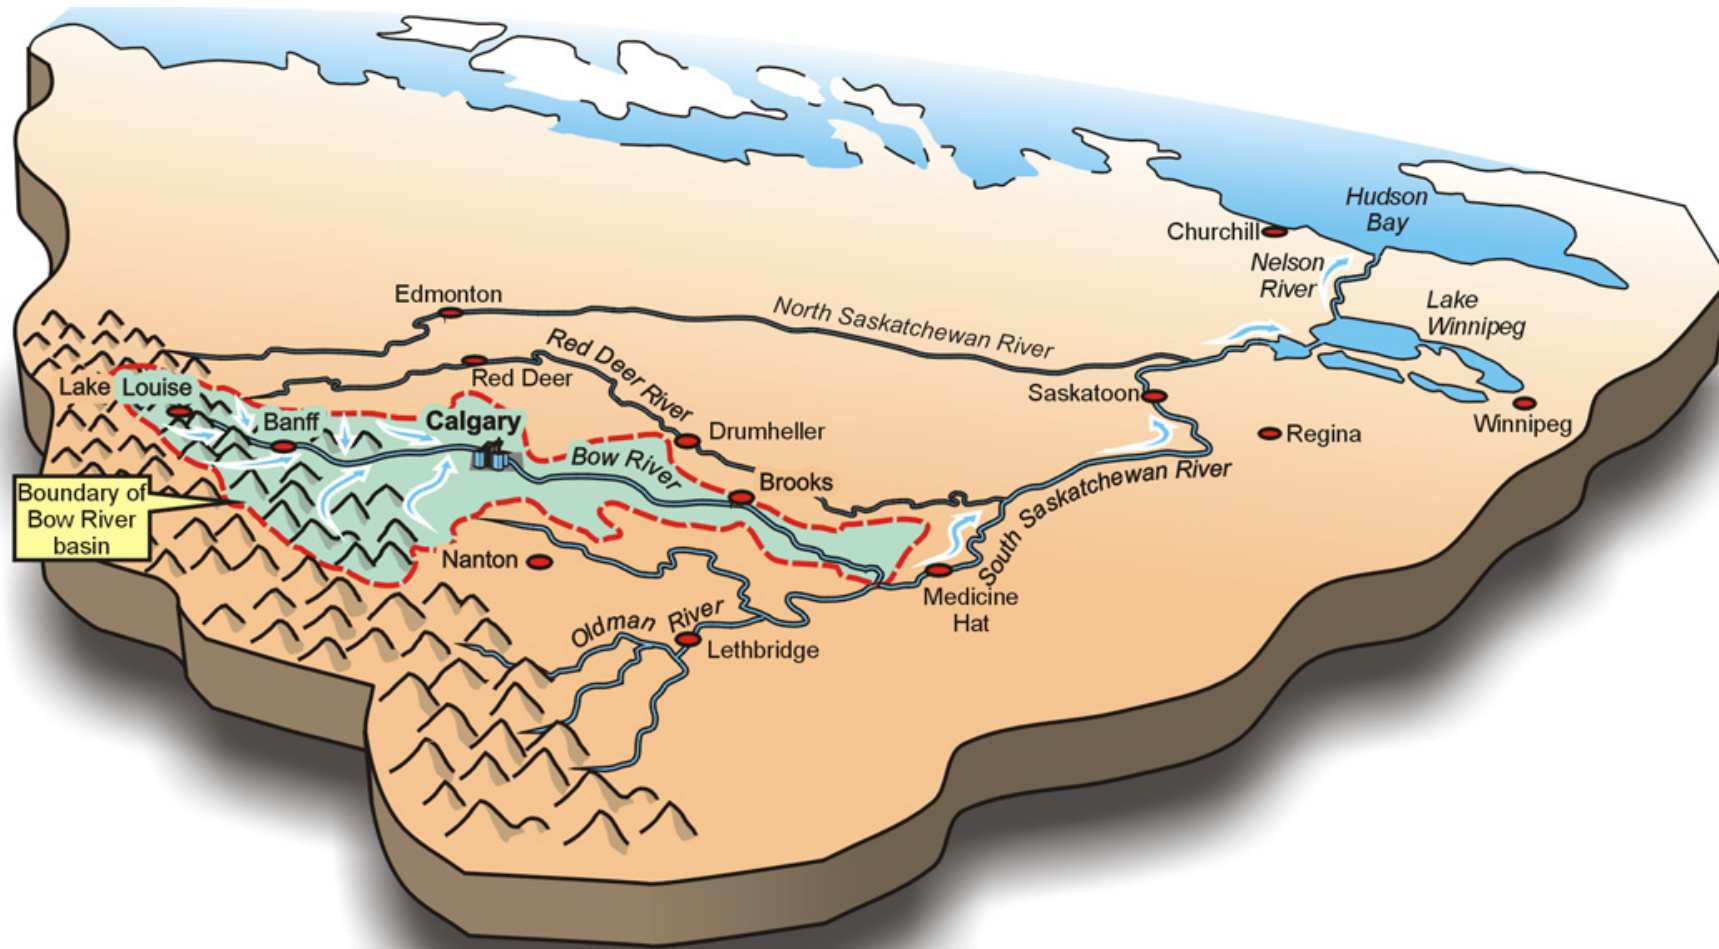 Hudson
Bay
Churchill
Nelson
River
Lake
Winnipeg
Edmonton
North Saskatchewan River
Red Deer River
Red Deer
Lake Louise
Saskatoon
Banff
Calgary
Winnipeg
Drumheller
Regina
Bow River
Brooks
South Saskatchewan River
Boundary of
Bow River
basin
Nanton
Medicine
Hat
Oldman River
Lethbridge